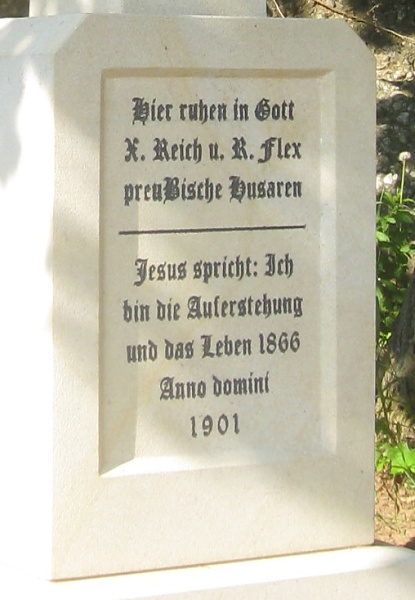 Hier ruhen in Gott
X. Reich u. R. Flex
preußische Husaren
Jesus spricht: Ich
bin die Auferstehung
und das Leben 1866
Anno domini
1901